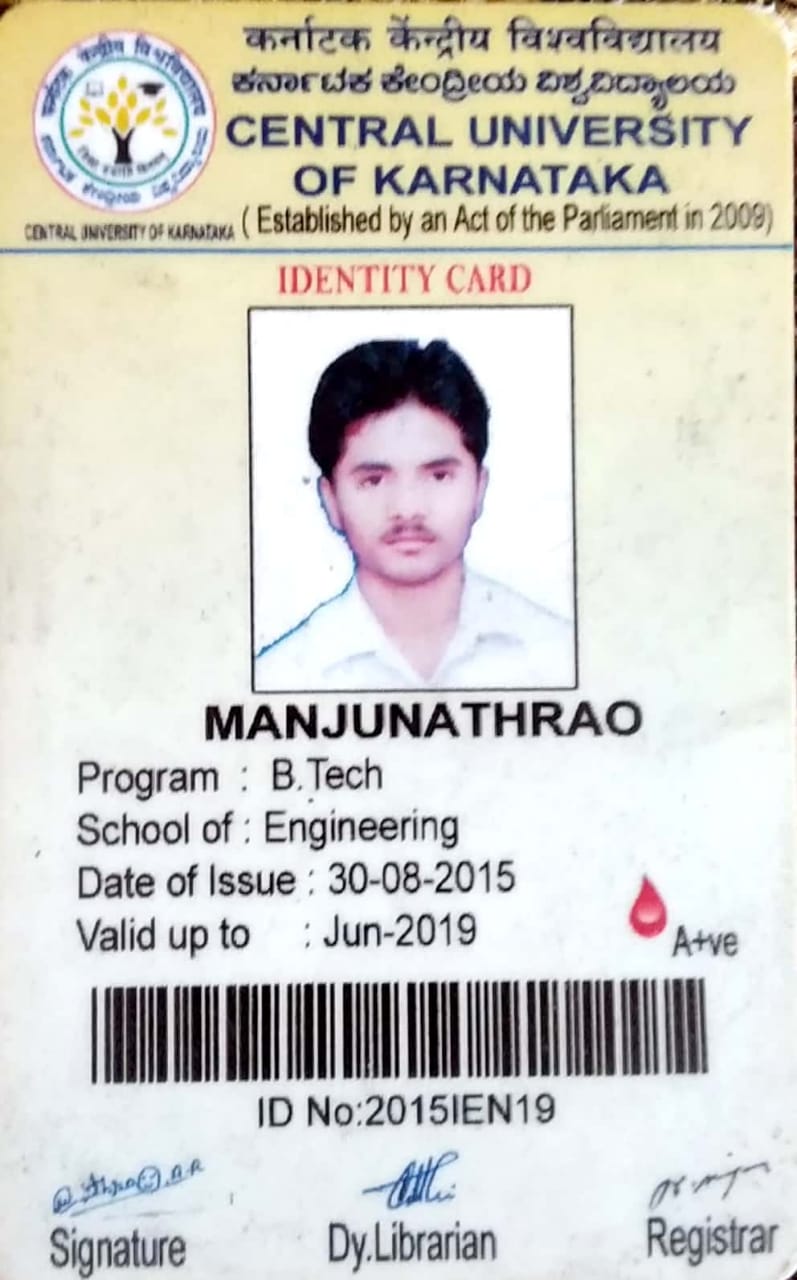 कर्नाटक केंन्द्रीय विश्वविद्यालय
ಕರ್ನಾಟಕ ಕೇಂದ್ರೀಯ ವಿಶ್ವವಿದ್ಯಾಲಯ
CENTRAL UNIVERSITY
OF KARNATAKA
CENTRAL UNIVERSITY OF KARNATAKA
( Established by an Act of the Parliament in 2009)
IDENTITY CARD
MANJUNATHRAO
Program : B.Tech
School of : Engineering
Date of Issue : 30-08-2015
Valid up to : Jun-2019
A+ve
ID No:2015IEN19
Signature
Dy.Librarian
Registrar